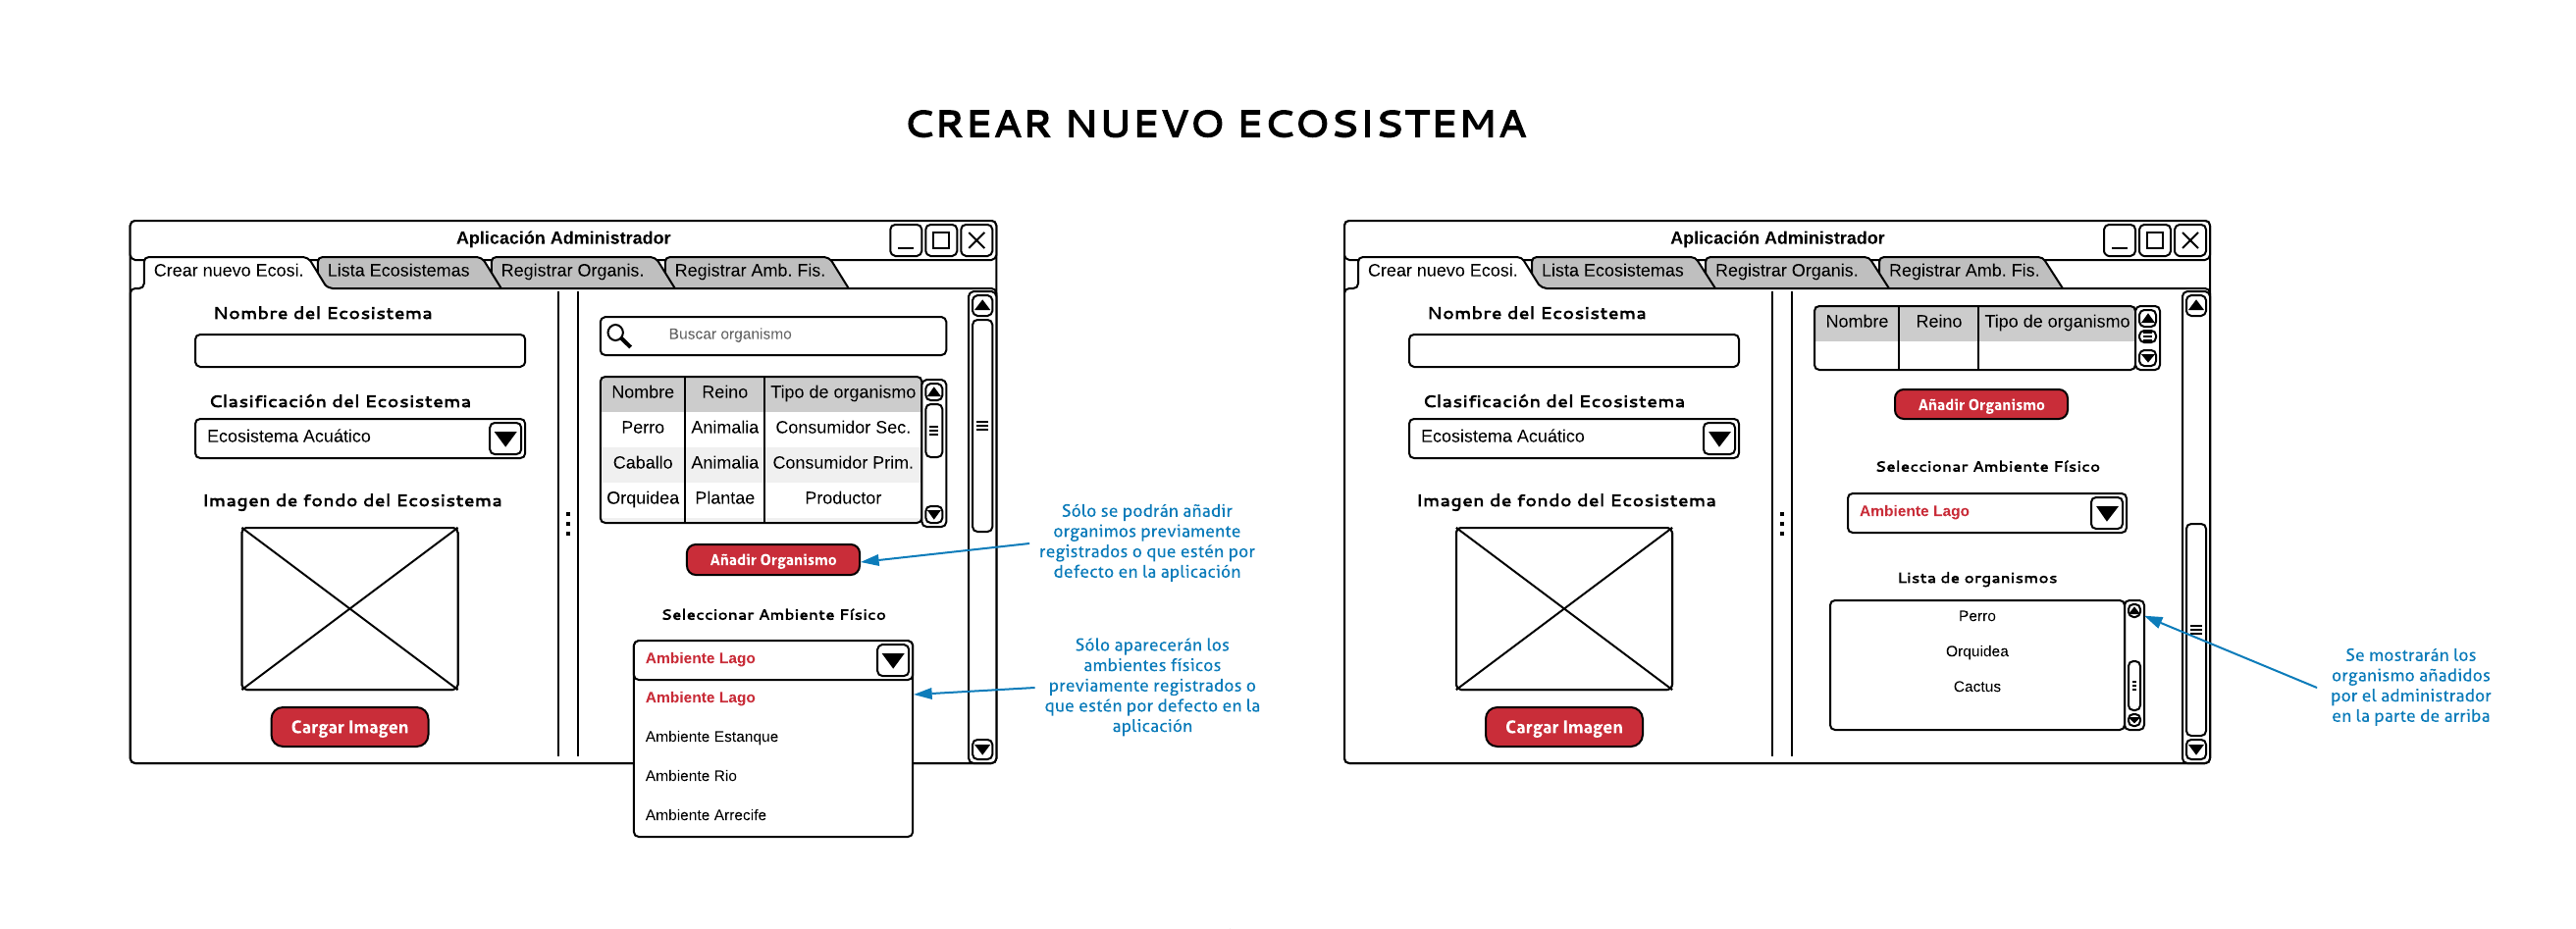 CREAR NUEVO ECOSISTEMA
Aplicación Administrador
Crear nuevo Ecosi.
Lista Ecosistemas
Registrar Organis.
Registrar Amb. Fis.
Nombre del Ecosistema
Clasificación del Ecosistema
Ecosistema Acuático
Imagen de fondo del Ecosistema
Cargar Imagen
Buscar organismo
Nombre Reino Tipo de organismo
Perro Animalia Consumidor Sec.
Caballo Animalia Consumidor Prim.
Orquidea Plantae Productor
Añadir Organismo
Seleccionar Ambiente Físico
Ambiente Lago
Ambiente Lago
Ambiente Estanque
Ambiente Rio
Ambiente Arrecife
Sólo se podrán añadir
organimos previamente
registrados o que estén por
defecto en la aplicación
Sólo aparecerán los
ambientes físicos
previamente registrados o
que estén por defecto en la
aplicación
Aplicación Administrador
Crear nuevo Ecosi.
Lista Ecosistemas
Registrar Organis.
Registrar Amb. Fis.
Nombre del Ecosistema
Clasificación del Ecosistema
Ecosistema Acuático
Imagen de fondo del Ecosistema
Cargar Imagen
Nombre Reino Tipo de organismo
Añadir Organismo
Seleccionar Ambiente Físico
Ambiente Lago
Lista de organismos
Perro
Orquidea
Cactus
Se mostrarán los
organismo añadidos
por el administrador
en la parte de arriba